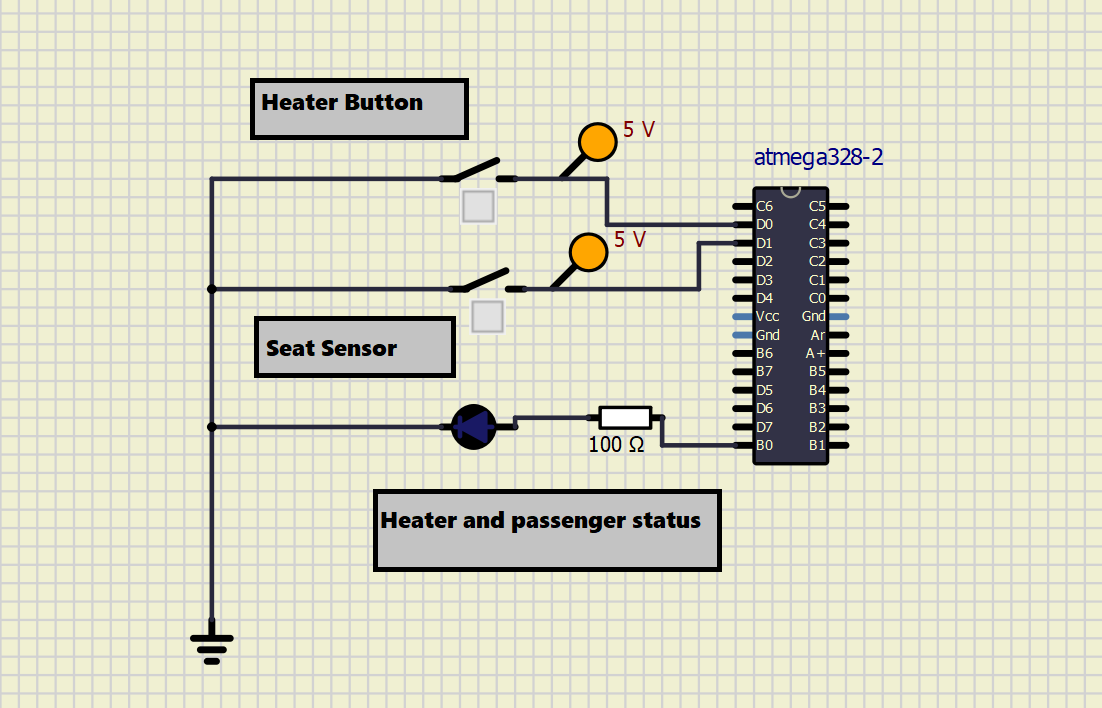 Heater Button
5 V
atmega328-2
5 V
C6 C5
D0 C4
D1 C3
D2 C2
D3 C1
D4 C0
Vcc Gnd
Gnd Ar
B6 A+
B7 B5
D5 B4
D6 B3
D7 B2
B0 B1
Seat Sensor
100 Ω
Heater and passenger status